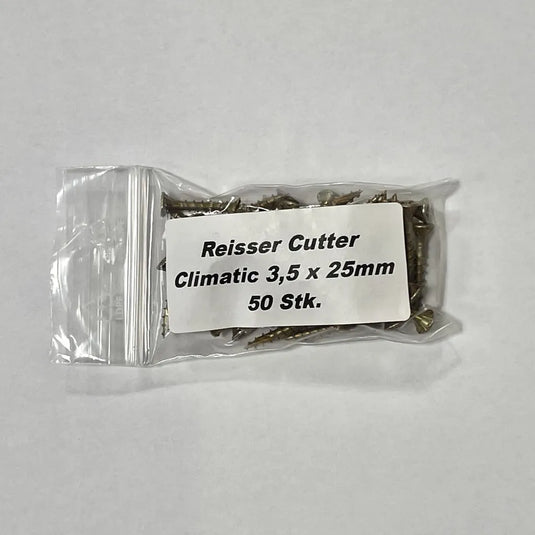 Reisser Cutter
Climatic 3,5 x 25mm
50 Stk.